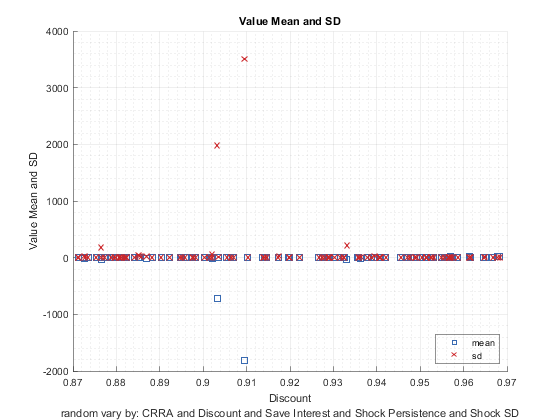 Value Mean and SD
4000
3000
2000
1000
0
-1000
-2000
Value Mean and SD
0.87 0.88 0.89 0.9 0.91 0.92 0.93 0.94 0.95 0.96 0.97
Discount
random vary by: CRRA and Discount and Save Interest and Shock Persistence and Shock SD
mean
sd